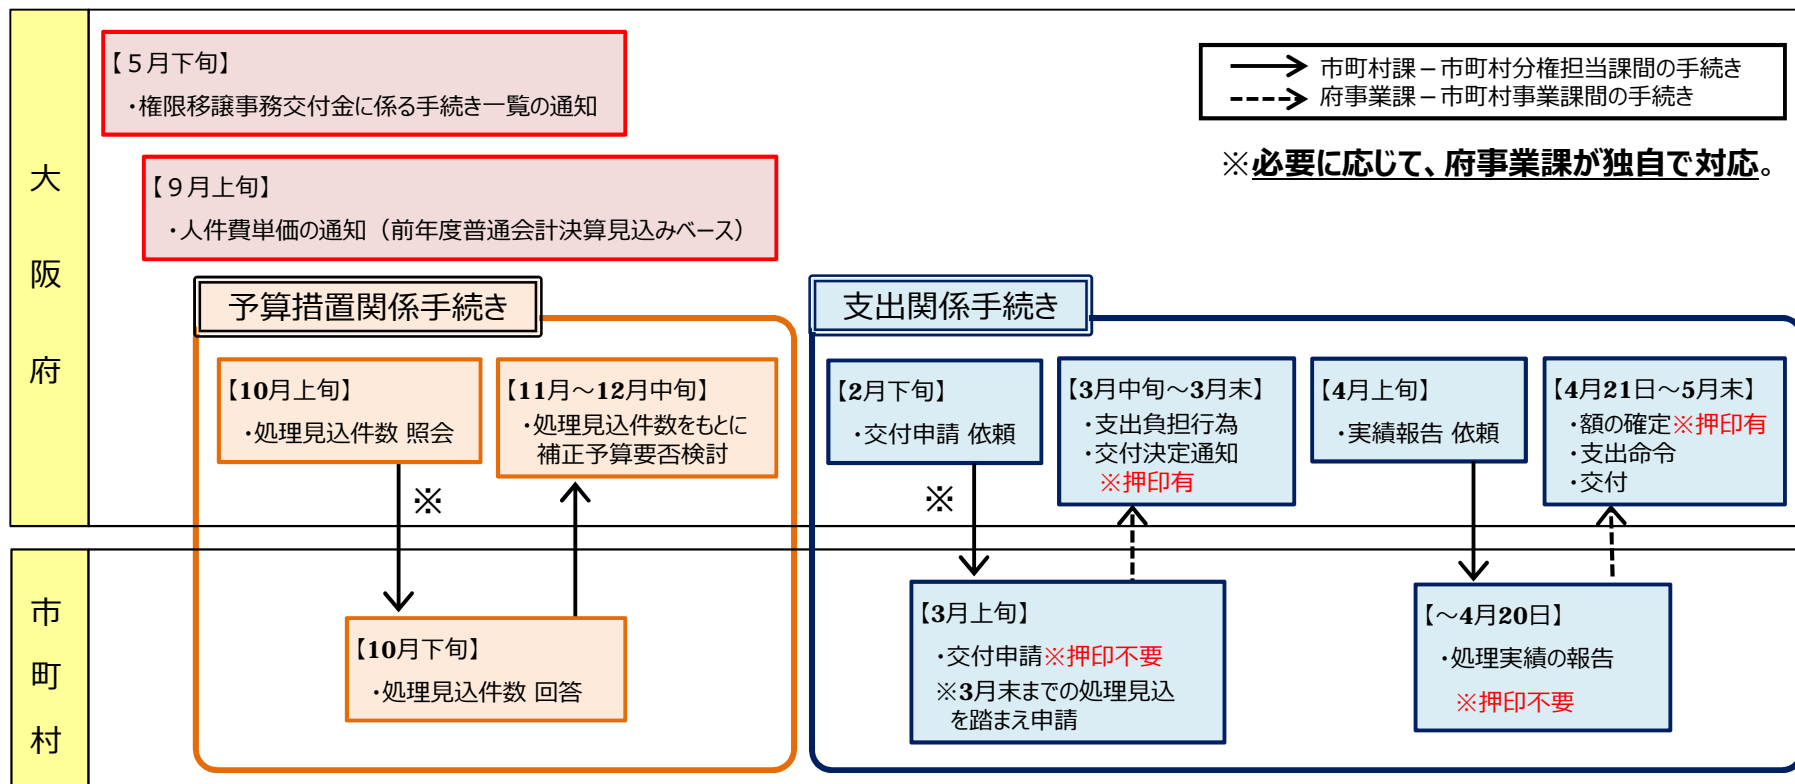 大阪府
【５月下旬】
・権限移譲事務交付金に係る手続き一覧の通知
市町村課－市町村分権担当課間の手続き
府事業課－市町村事業課間の手続き
※必要に応じて、府事業課が独自で対応。
【９月上旬】
・人件費単価の通知（前年度普通会計決算見込みベース）
予算措置関係手続き
【10月上旬】
・処理見込件数 照会
※
【11月～12月中旬】
・処理見込件数をもとに
補正予算要否検討
支出関係手続き
【2月下旬】
・交付申請 依頼
※
【3月中旬～3月末】
・支出負担行為
・交付決定通知
※押印有
【4月上旬】
・実績報告 依頼
【4月21日～5月末】
・額の確定※押印有
・支出命令
・交付
市町村
【10月下旬】
・処理見込件数 回答
【3月上旬】
・交付申請※押印不要
※3月末までの処理見込
を踏まえ申請
【～4月20日】
・処理実績の報告
※押印不要